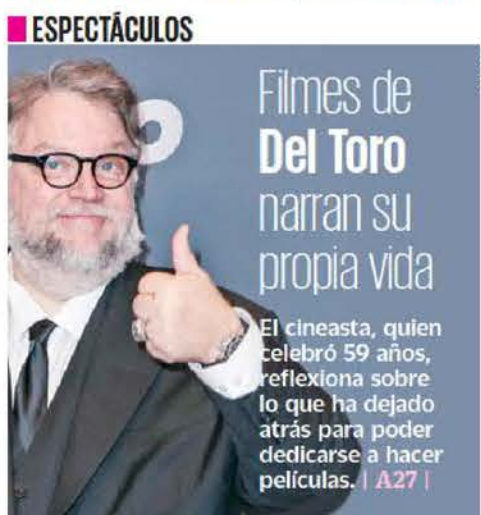 ESPECTÁCULOS
Filmes de
Del Toro
narran su
propia vida
El cineasta, quien
celebró 59 años,
reflexiona sobre
lo que ha dejado
atrás para poder
dedicarse a hacer
películas. | A27 |